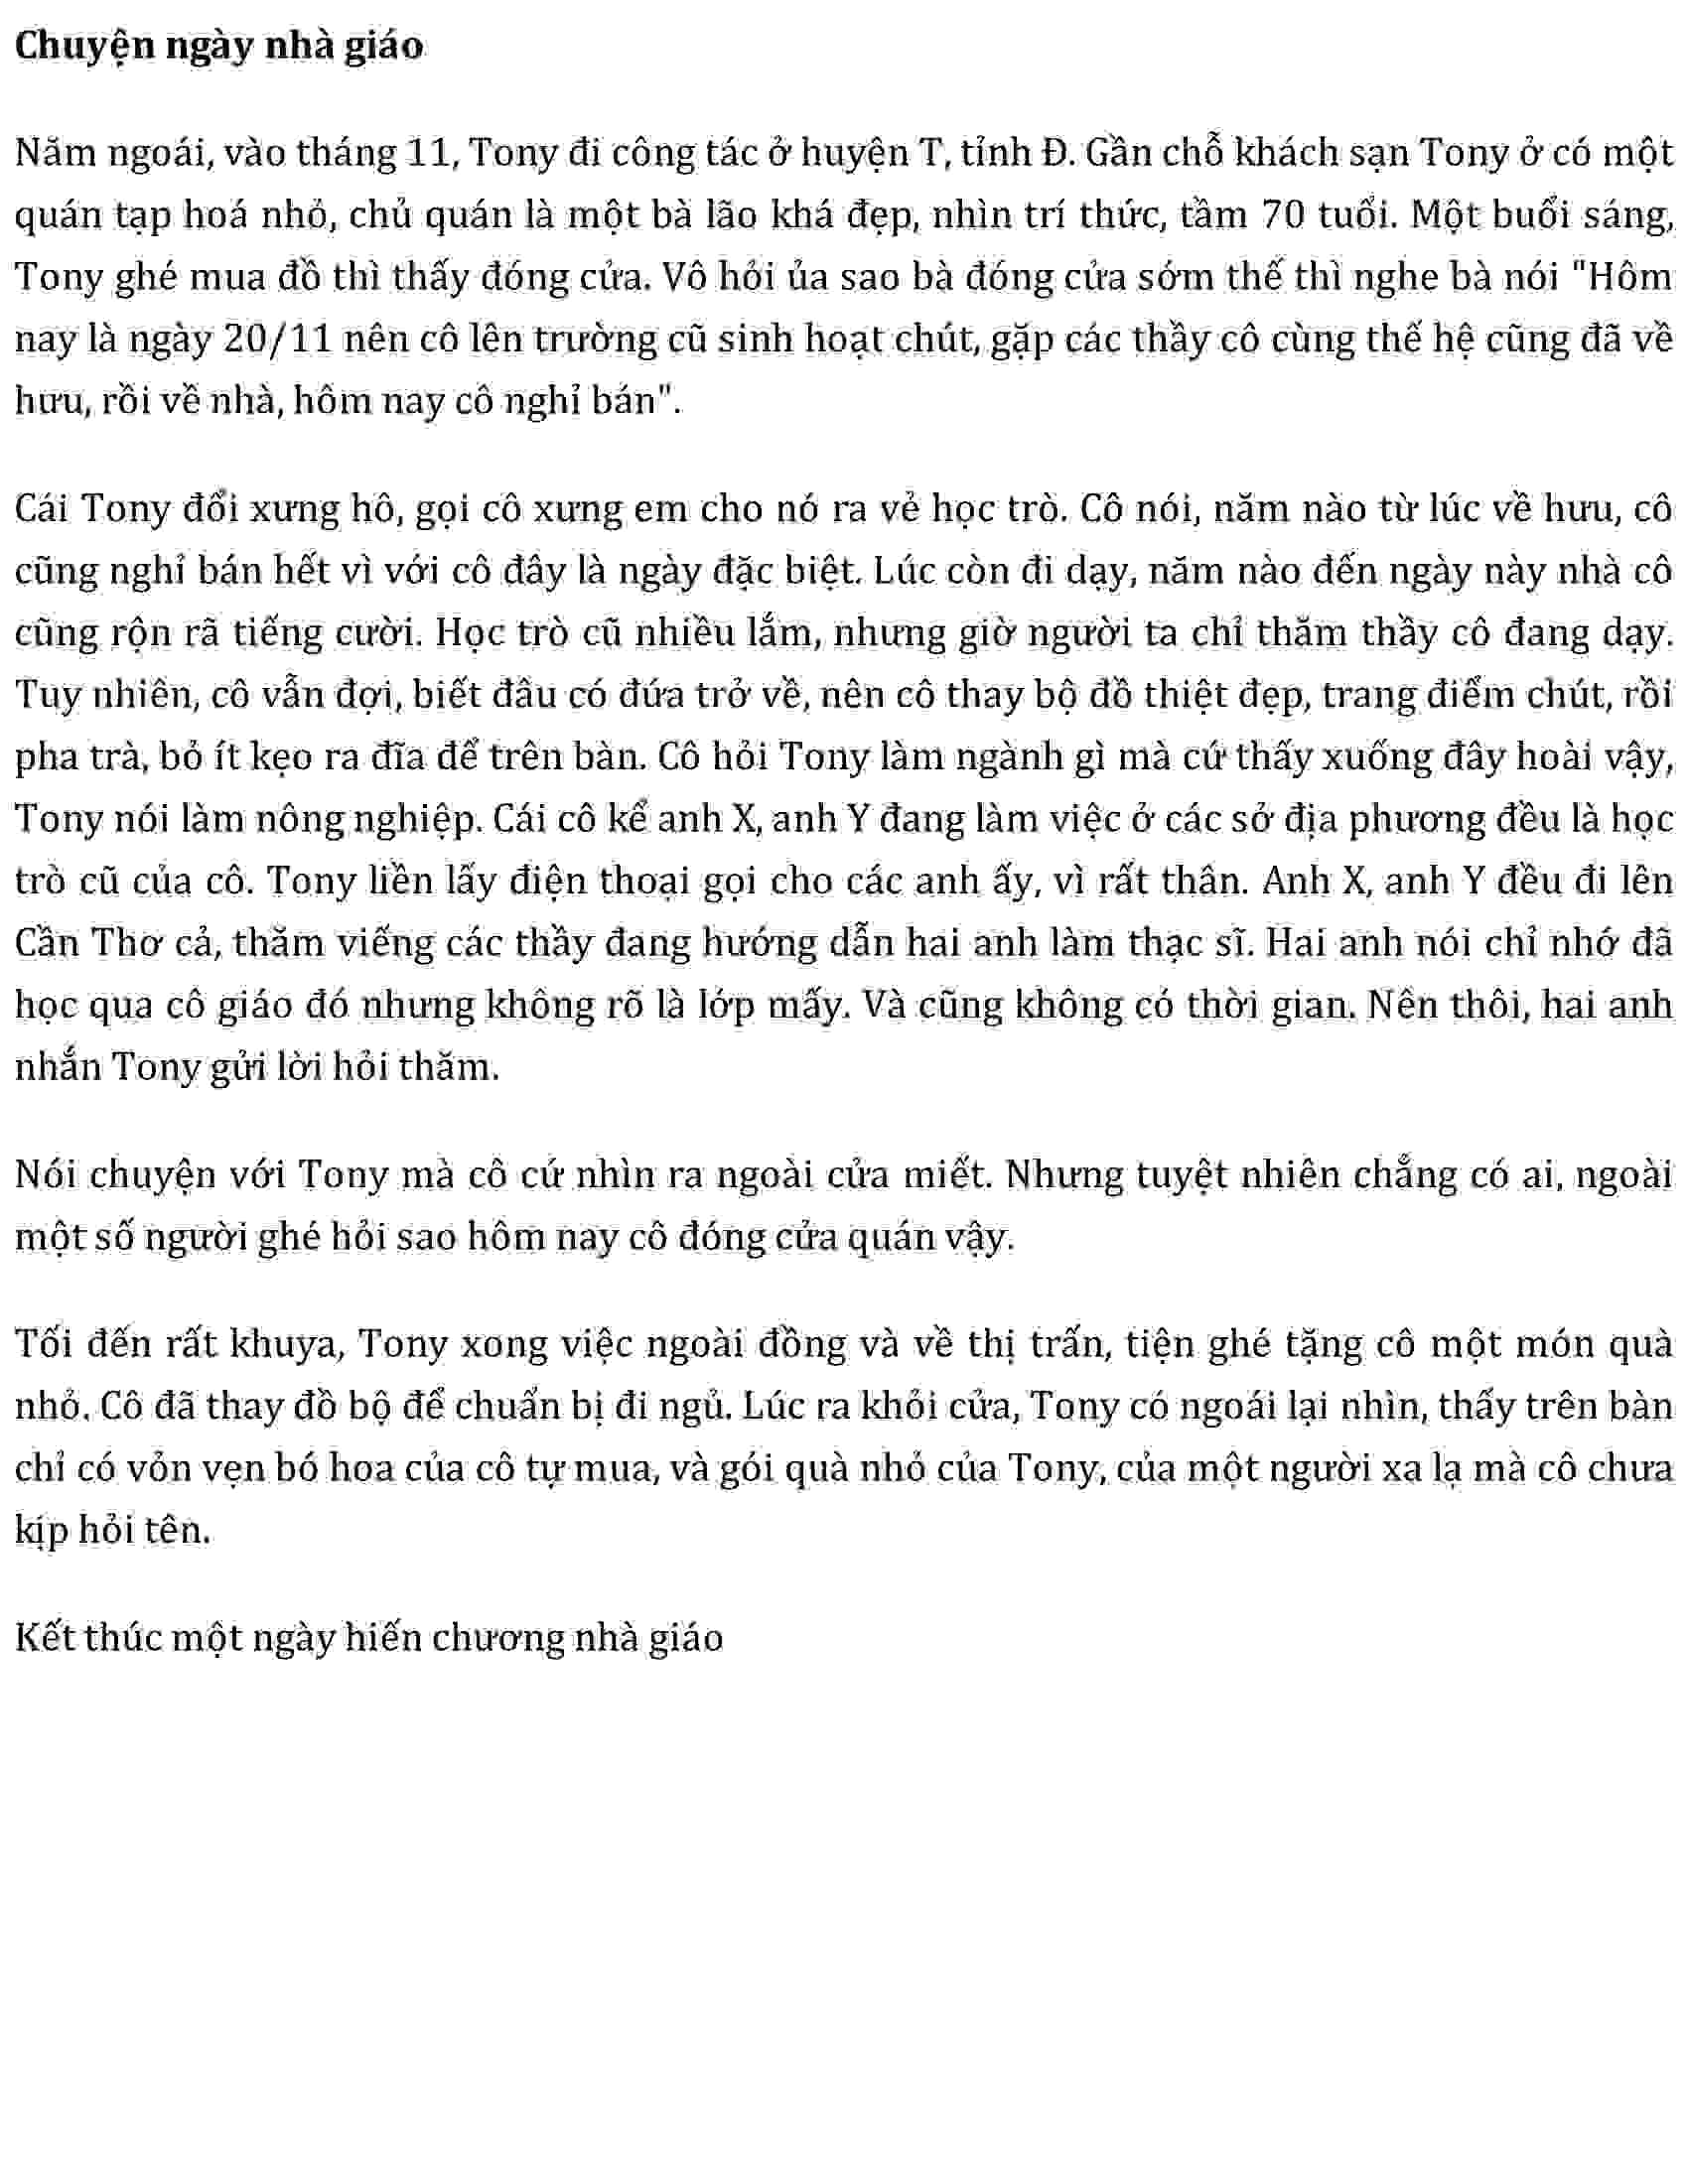 Chuyện ngày nhà giáo
Năm ngoái, vào tháng 11, Tony đi công tác ở huyện T, tỉnh Đ. Gần chỗ khách sạn Tony ở có một
quán tạp hoá nhỏ, chủ quán là một bà lão khá đẹp, nhìn trí thức, tầm 70 tuổi. Một buổi sáng,
Tony ghé mua đồ thì thấy đóng cửa. Vô hỏi ủa sao bà đóng cửa sớm thế thì nghe bà nói "Hôm
nay là ngày 20/11 nên cô lên trường cũ sinh hoạt chút, gặp các thầy cô cùng thế hệ cũng đã về
hưu, rồi về nhà, hôm nay cô nghỉ bán".
Cái Tony đổi xưng hô, gọi cô xưng em cho nó ra vẻ học trò. Cô nói, năm nào từ lúc về hưu, cô
cũng nghỉ bán hết vì với cô đây là ngày đặc biệt. Lúc còn đi dạy, năm nào đến ngày này nhà cô
cũng rộn rã tiếng cười. Học trò cũ nhiều lắm, nhưng giờ người ta chỉ thăm thầy cô đang dạy.
Tuy nhiên, cô vẫn đợi, biết đâu có đứa trở về, nên cô thay bộ đồ thiệt đẹp, trang điểm chút, rồi
pha trà, bỏ ít kẹo ra đĩa để trên bàn. Cô hỏi Tony làm ngành gì mà cứ thấy xuống đây hoài vậy,
Tony nói làm nông nghiệp. Cái cô kể anh X, anh Y đang làm việc ở các sở địa phương đều là học
trò cũ của cô. Tony liền lấy điện thoại gọi cho các anh ấy, vì rất thân. Anh X, anh Y đều đi lên
Cần Thơ cả, thăm viếng các thầy đang hướng dẫn hai anh làm thạc sĩ. Hai anh nói chỉ nhớ đã
học qua cô giáo đó nhưng không rõ là lớp mấy. Và cũng không có thời gian. Nên thôi, hai anh
nhắn Tony gửi lời hỏi thăm.
Nói chuyện với Tony mà cô cứ nhìn ra ngoài cửa miết. Nhưng tuyệt nhiên chẳng có ai, ngoài
một số người ghé hỏi sao hôm nay cô đóng cửa quán vậy.
Tối đến rất khuya, Tony xong việc ngoài đồng và về thị trấn, tiện ghé tặng cô một món quà
nhỏ. Cô đã thay đồ bộ để chuẩn bị đi ngủ. Lúc ra khỏi cửa, Tony có ngoái lại nhìn, thấy trên bàn
chỉ có vỏn vẹn bó hoa của cô tự mua, và gói quà nhỏ của Tony, của một người xa lạ mà cô chưa
kịp hỏi tên.
Kết thúc một ngày hiến chương nhà giáo